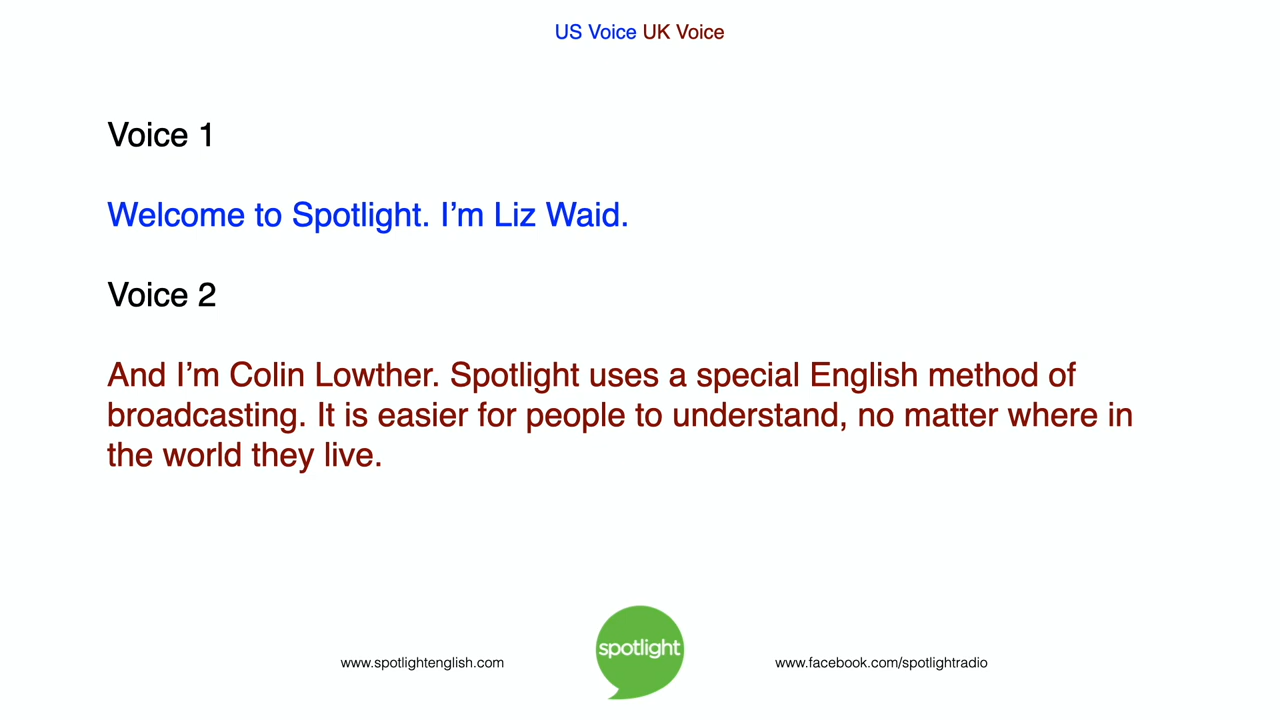 US Voice UK Voice
Voice 1
Welcome to Spotlight. I’m Liz Waid.
Voice 2
And I’m Colin Lowther. Spotlight uses a special English method of
broadcasting. It is easier for people to understand, no matter where in
the world they live.
spotlight
www.spotlightenglish.com
www.facebook.com/spotlightradio